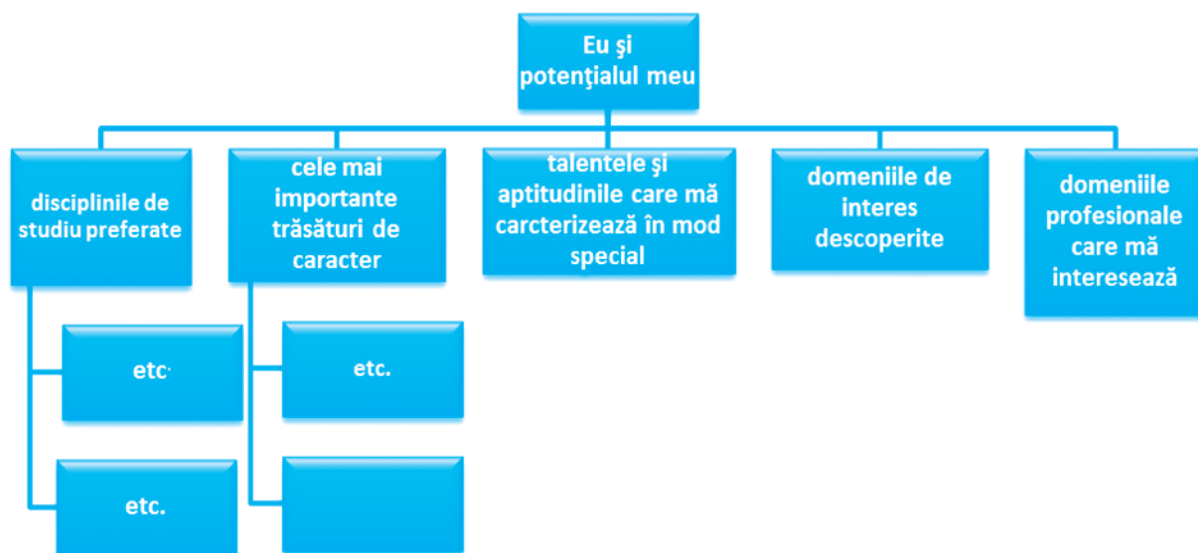 Eu şi
potenţialul meu
disciplinile de
studiu preferate
cele mai
importante
trăsături de
caracter
talentele şi
aptitudinile care mă
carcterizează în mod
special
domeniile de
interes
descoperite
domeniile
profesionale
care mă
interesează
etc.
etc.
etc.